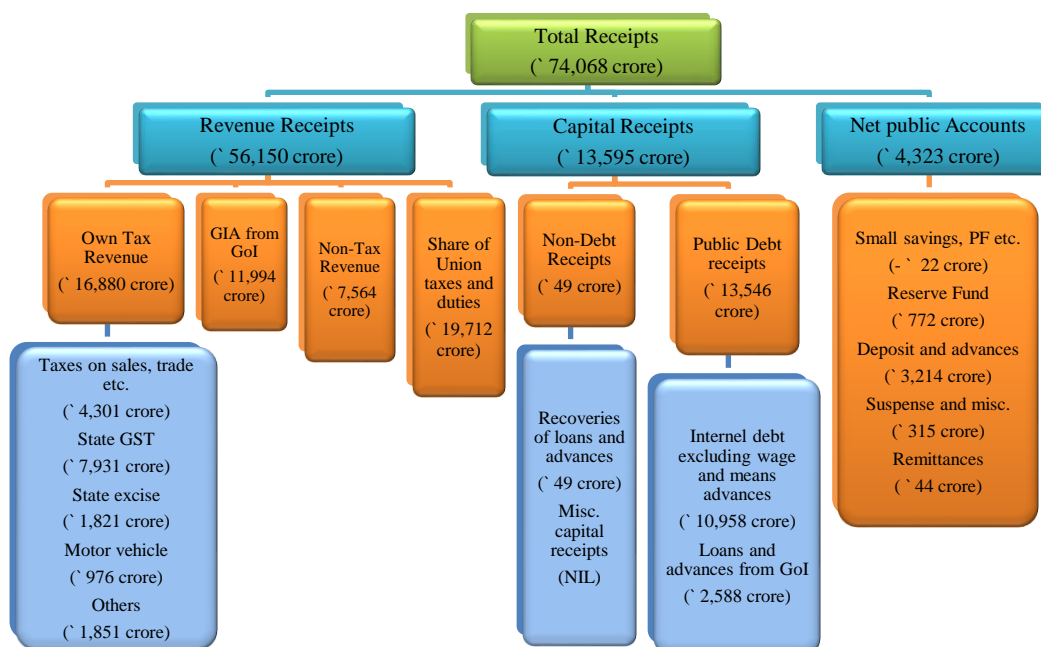 Total Receipts
(` 74,068 crore)
Revenue Receipts
(` 56,150 crore)
Capital Receipts
(` 13,595 crore)
Net public Accounts
(` 4,323 crore)
Own Tax
Revenue
(` 16,880 crore)
GIA from
GoI
(` 11,994
crore)
Non-Tax
Revenue
(` 7,564
crore)
Share of
Union
taxes and
duties
(` 19,712
crore)
Non-Debt
Receipts
(` 49 crore)
Public Debt
receipts
(` 13,546
crore)
Small savings, PF etc.
(- ` 22 crore)
Reserve Fund
(` 772 crore)
Deposit and advances
(` 3,214 crore)
Suspense and misc.
(` 315 crore)
Remittances
( ` 44 crore)
Taxes on sales, trade
etc.
(` 4,301 crore)
State GST
(` 7,931 crore)
State excise
(` 1,821 crore)
Motor vehicle
(` 976 crore)
Others
(` 1,851 crore)
Recoveries
of loans and
advances
(` 49 crore)
Misc.
capital
receipts
(NIL)
Internel debt
excluding wage
and means
advances
(` 10,958 crore)
Loans and
advances from GoI
(` 2,588 crore)